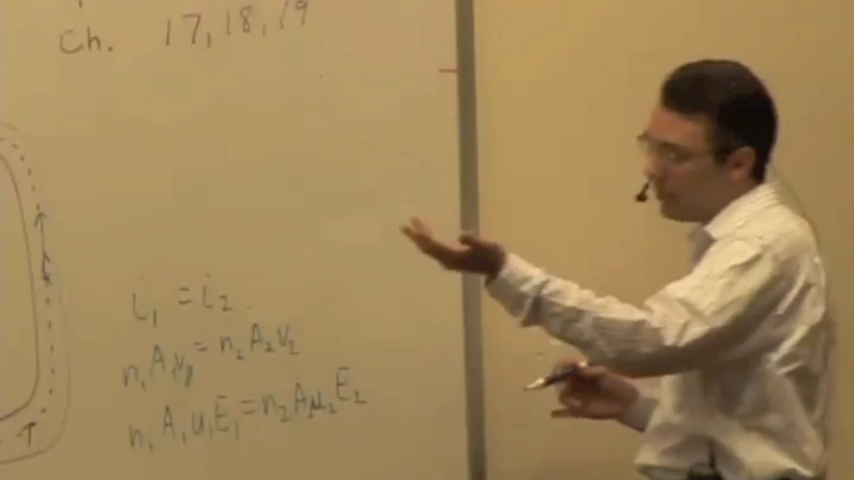 Ch. 17, 18, 19
i₁ = i₂
n₁A₁v₁ = n₂A₂v₂
n₁A₁u₁E₁ = n₂A₂u₂E₂